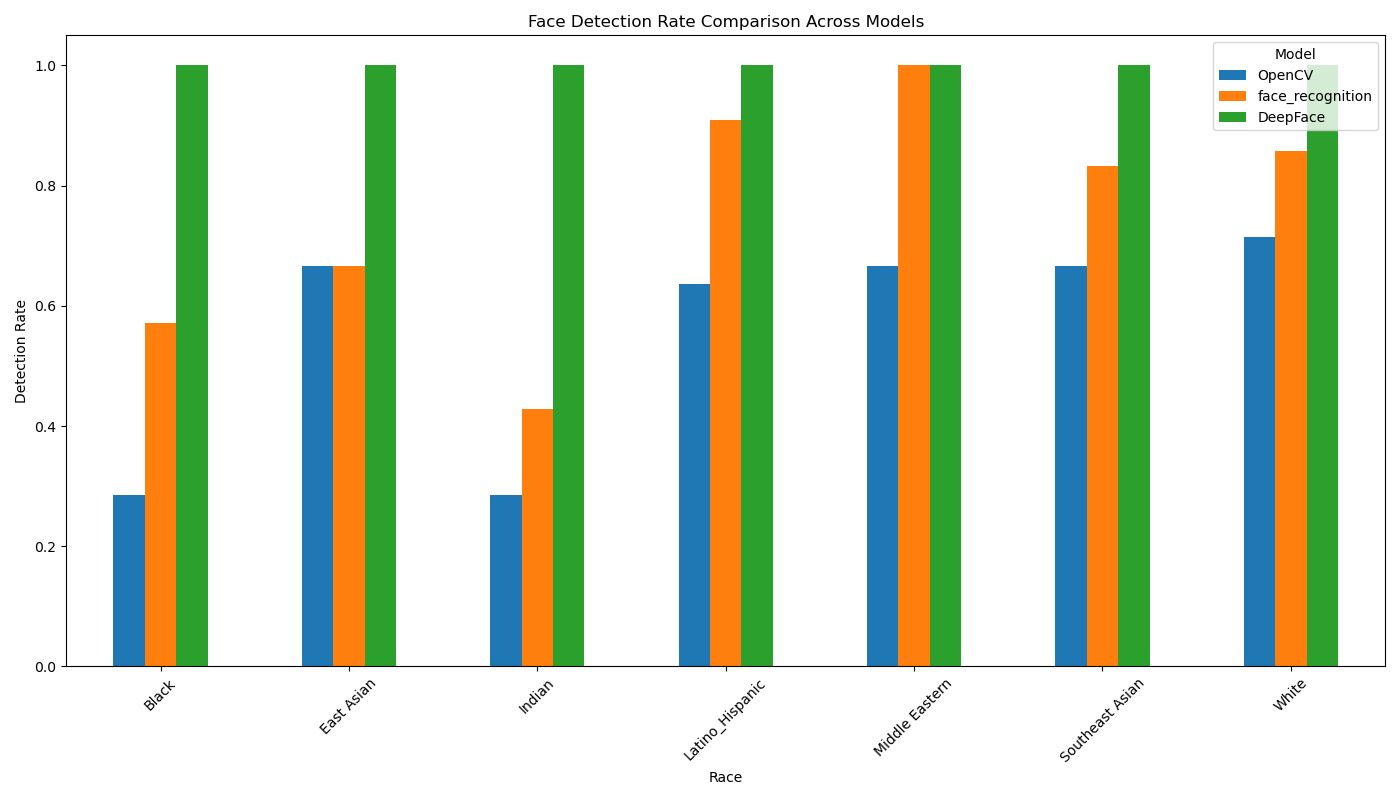 Face Detection Rate Comparison Across Models
Model
OpenCV
face_recognition
DeepFace
Detection Rate
1.0
0.8
0.6
0.4
0.2
0.0
Black
East Asian
Indian
Latino_Hispanic
Middle Eastern
Southeast Asian
White
Race